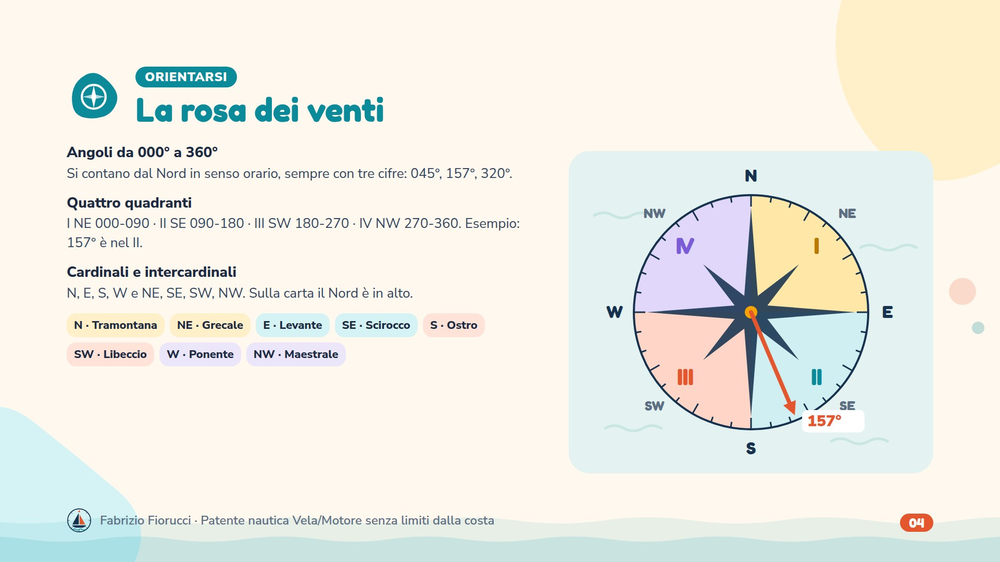 ORIENTARSI
La rosa dei venti
Angoli da 000° a 360°
Si contano dal Nord in senso orario, sempre con tre cifre: 045°, 157°, 320°.
Quattro quadranti
I NE 000-090 · II SE 090-180 · III SW 180-270 · IV NW 270-360. Esempio:
157° è nel II.
Cardinali e intercardinali
N, E, S, W e NE, SE, SW, NW. Sulla carta il Nord è in alto.
N · Tramontana
NE · Grecale
E · Levante
SE · Scirocco
S · Ostro
SW · Libeccio
W · Ponente
NW · Maestrale
N
NW
NE
IV
I
W
E
III
II
SW
SE
157°
S
Fabrizio Fiorucci · Patente nautica Vela/Motore senza limiti dalla costa
04